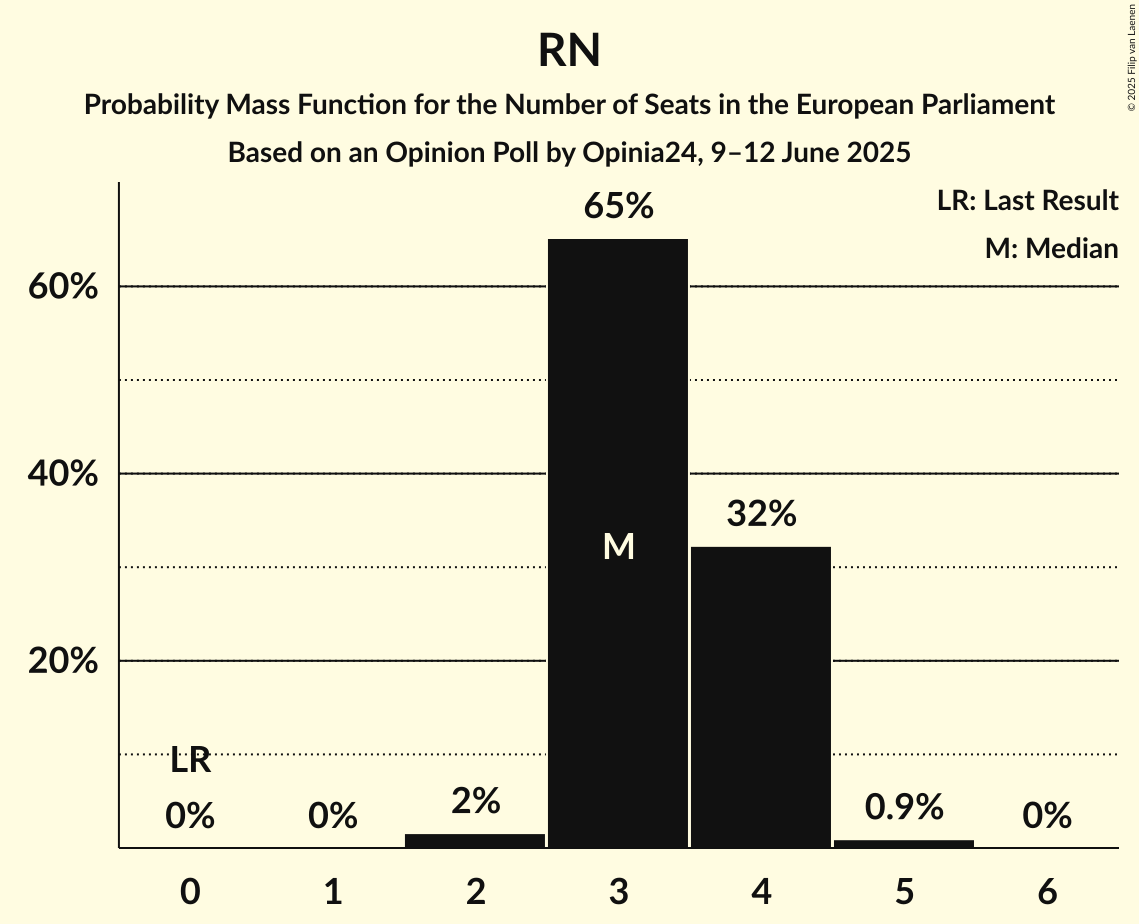 RN
Probability Mass Function for the Number of Seats in the European Parliament
Based on an Opinion Poll by Opinia24, 9–12 June 2025
© 2025 Filip van Laenen
LR: Last Result
M: Median
65%
60%
40%
32%
M
20%
LR
0%
0%
2%
0.9%
0%
0 1 2 3 4 5 6